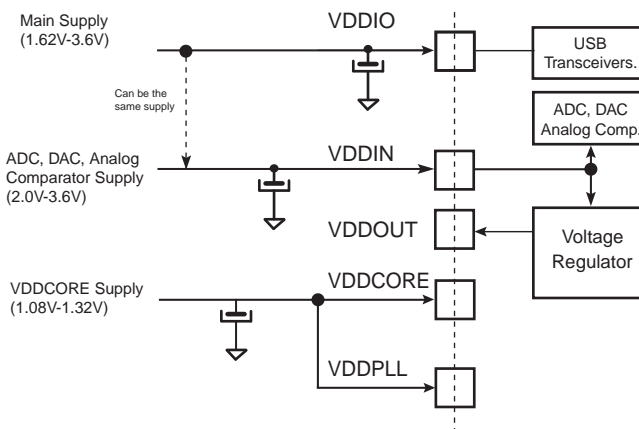 Main Supply
(1.62V-3.6V)
VDDIO
USB
Transceivers.
Can be the
same supply
ADC, DAC
Analog Comp.
ADC, DAC, Analog
Comparator Supply
(2.0V-3.6V)
VDDIN
VDDOUT
Voltage
Regulator
VDDCORE Supply
(1.08V-1.32V)
VDDCORE
VDDPLL